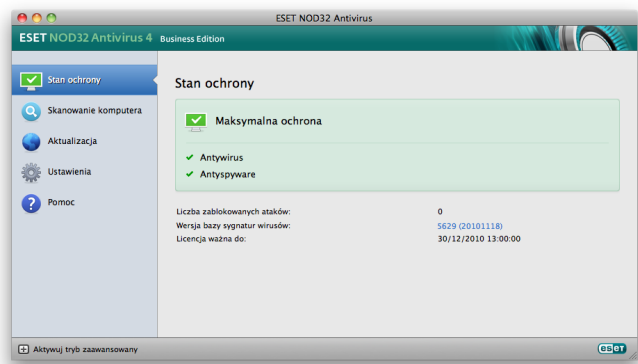 ESET NOD32 Antivirus
ESET NOD32 Antivirus 4 Business Edition
Stan ochrony
Skanowanie komputera
Aktualizacja
Ustawienia
Pomoc
Stan ochrony
Maksymalna ochrona
Antywirus
Antyspyware
Liczba zablokowanych ataków: 0
Wersja bazy sygnatur wirusów: 5629 (20101118)
Licencja ważna do: 30/12/2010 13:00:00
Aktywuj tryb zaawansowany
eseT